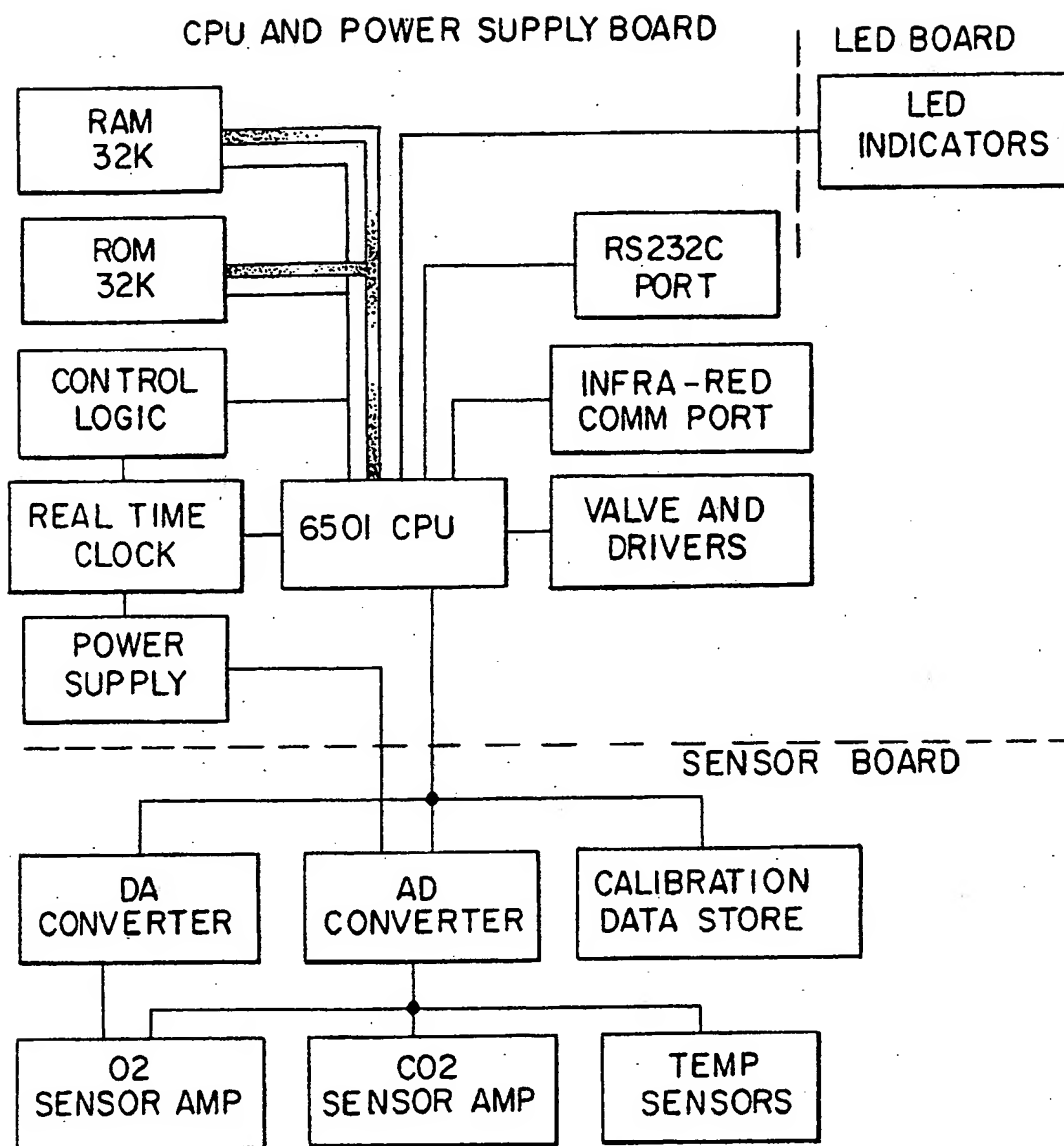 CPU AND POWER SUPPLY BOARD
LED BOARD
RAM
32K
LED
INDICATORS
ROM
32K
RS232C
PORT
CONTROL
LOGIC
INFRA-RED
COMM PORT
REAL TIME
CLOCK
6501 CPU
VALVE AND
DRIVERS
POWER
SUPPLY
SENSOR BOARD
DA
CONVERTER
AD
CONVERTER
CALIBRATION
DATA STORE
O2
SENSOR AMP
CO2
SENSOR AMP
TEMP
SENSORS